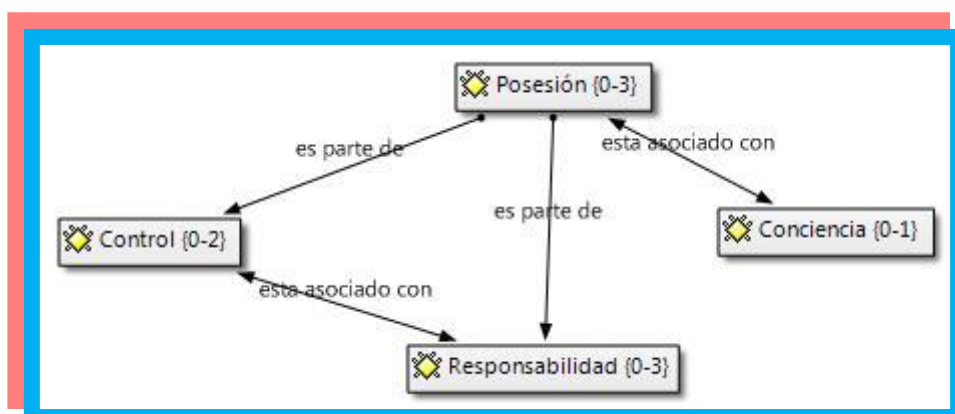 Posesión {0-3}
es parte de
esta asociado con
es parte de
Control {0-2}
Conciencia {0-1}
esta asociado con
Responsabilidad {0-3}